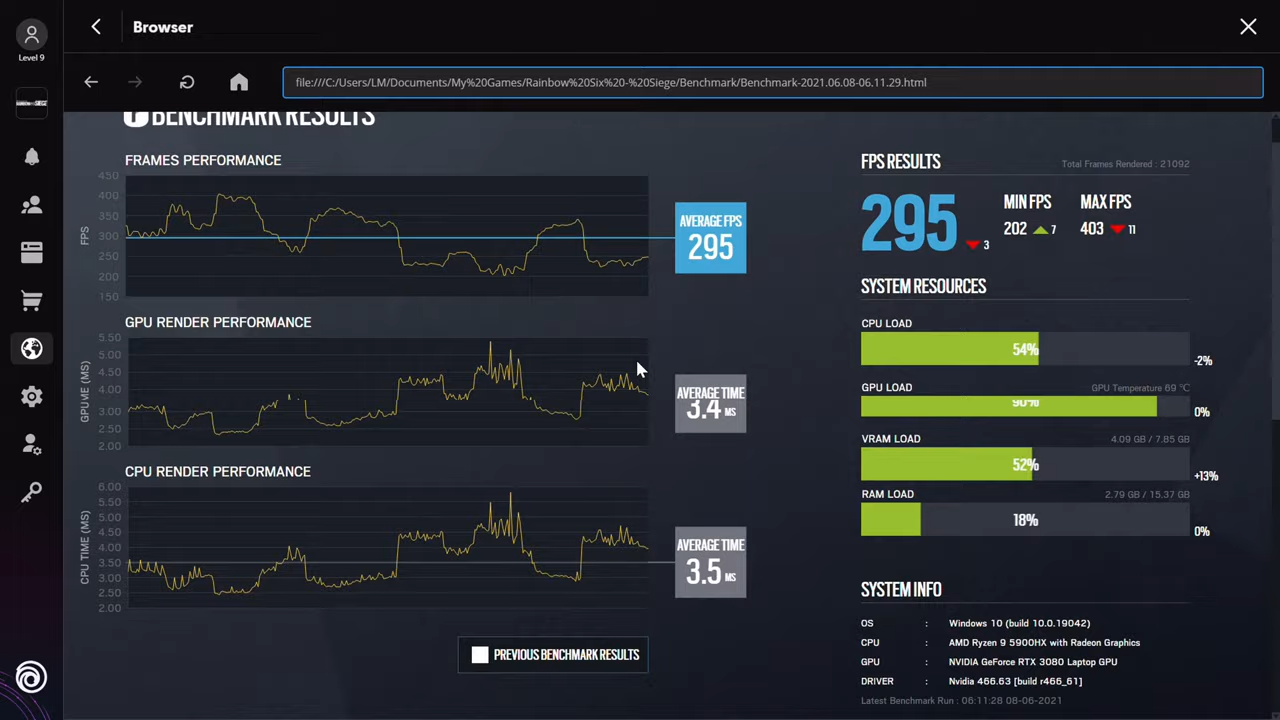 Browser
Level 9
file:///C:/Users/LM/Documents/My%20Games/Rainbow%20Six%20-%20Siege/Benchmark/Benchmark-2021.06.08-06.11.29.html
BENCHMARK RESULTS
FRAMES PERFORMANCE
450
400
350
300
250
200
150
FPS
AVERAGE FPS
295
GPU RENDER PERFORMANCE
5.50
5.00
4.00
3.00
2.00
AVERAGE TIME
3.4 MS
CPU RENDER PERFORMANCE
6.00
5.50
5.00
4.50
4.00
3.50
3.00
2.50
2.00
CPU TIME (MS)
AVERAGE TIME
3.5 MS
PREVIOUS BENCHMARK RESULTS
FPS RESULTS
Total Frames Rendered : 21092
295
3
MIN FPS
202 7
MAX FPS
403 11
SYSTEM RESOURCES
CPU LOAD
54%
-2%
GPU LOAD
GPU Temperature 69 °C
0%
VRAM LOAD
4.09 GB / 7.85 GB
52%
+13%
RAM LOAD
2.79 GB / 15.37 GB
18%
0%
SYSTEM INFO
OS : Windows 10 (build 10.0.19042)
CPU : AMD Ryzen 9 5900HX with Radeon Graphics
GPU : NVIDIA GeForce RTX 3080 Laptop GPU
DRIVER : Nvidia 466.63 [build r466_61]
Latest Benchmark Run : 06:11:28 08-06-2021